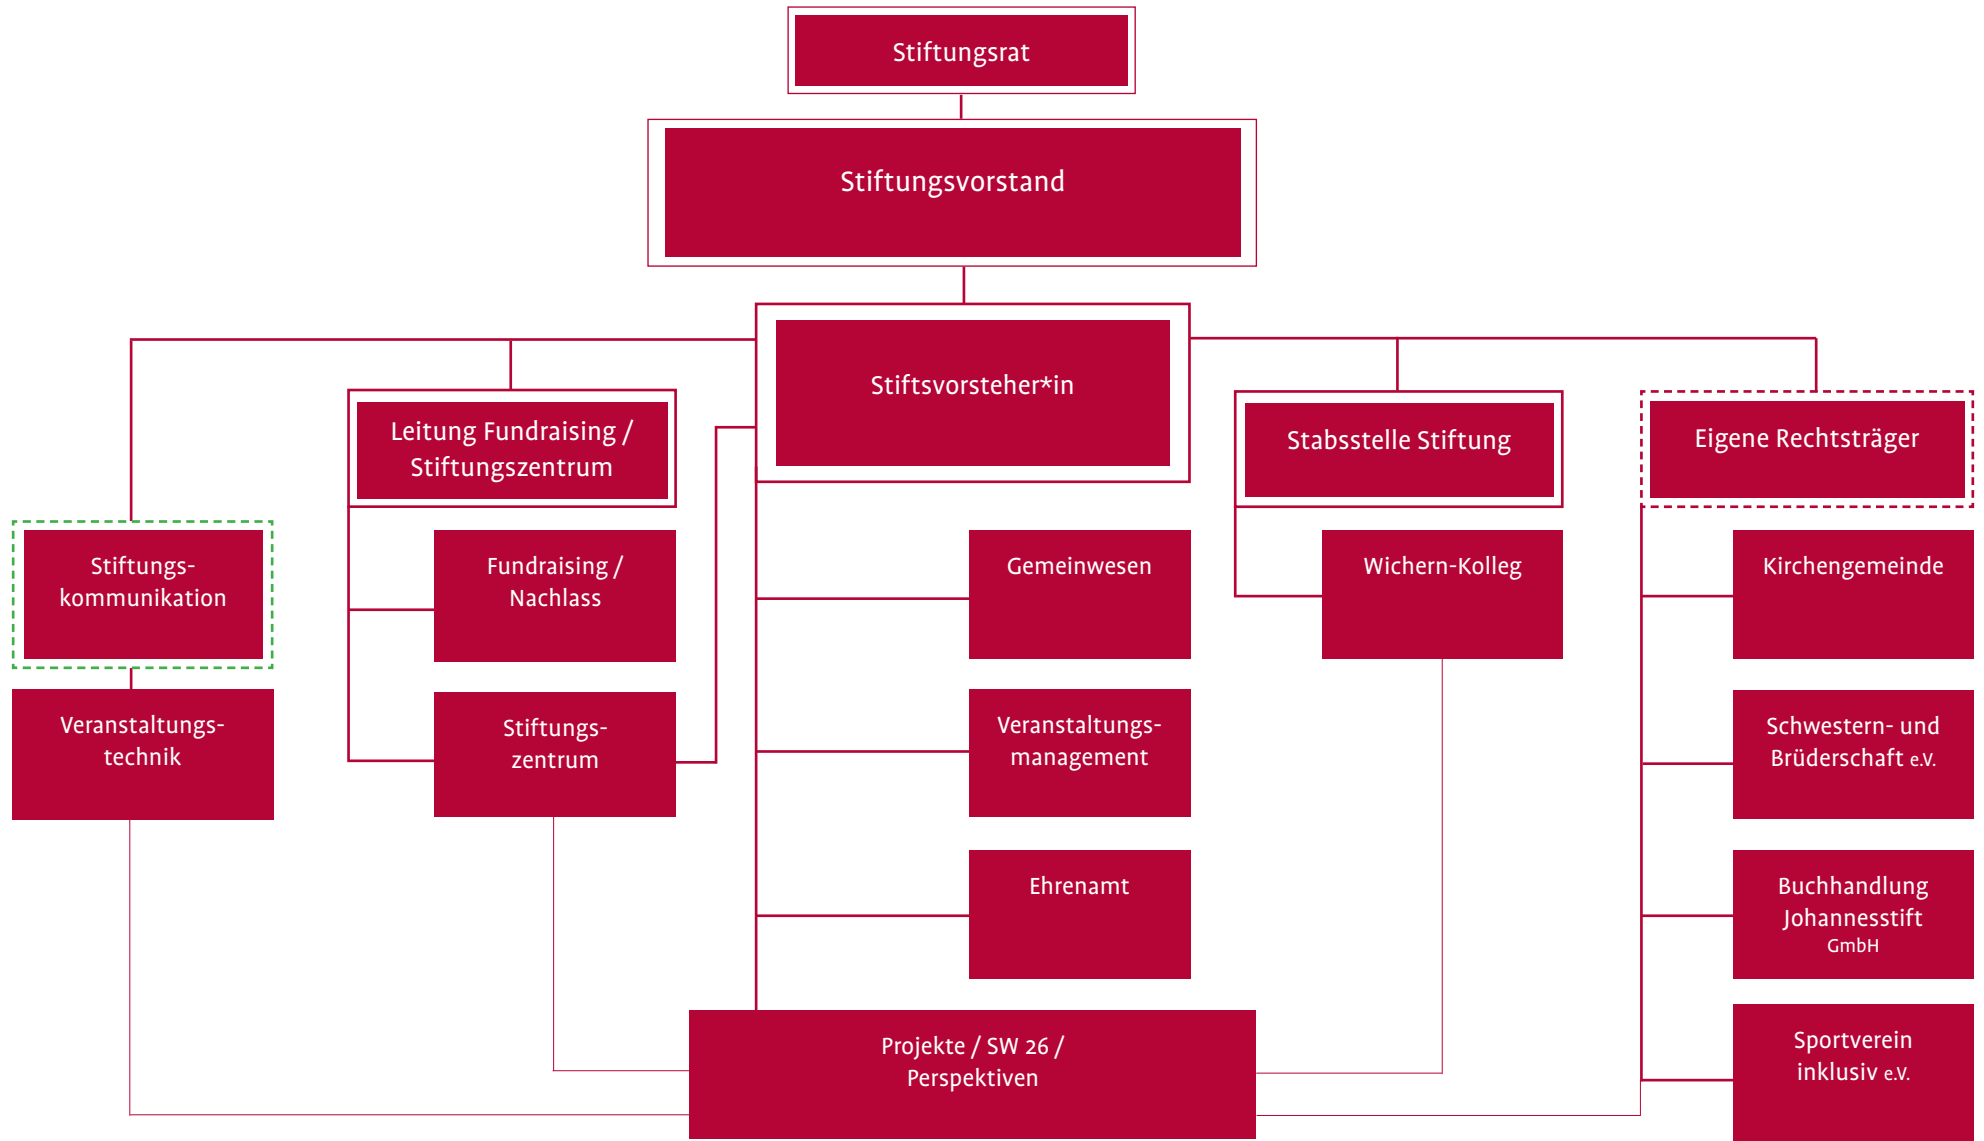 Stiftungsrat
Stiftungsvorstand
Stiftsvorsteher*in
Leitung Fundraising /
Stiftungszentrum
Stabsstelle Stiftung
Eigene Rechtsträger
Stiftungs-
kommunikation
Fundraising /
Nachlass
Gemeinwesen
Wichern-Kolleg
Kirchengemeinde
Veranstaltungs-
technik
Stiftungs-
zentrum
Veranstaltungs-
management
Schwestern- und
Brüderschaft e.V.
Ehrenamt
Buchhandlung
Johannesstift
GmbH
Projekte / SW 26 /
Perspektiven
Sportverein
inklusiv e.V.